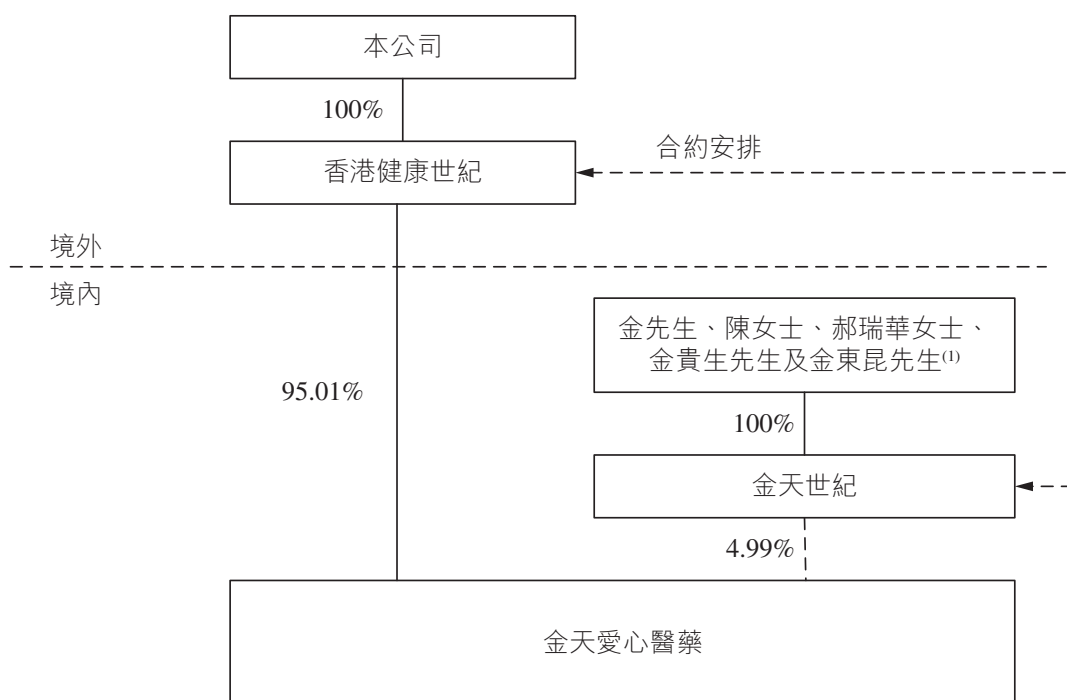 本公司
100%
香港健康世紀
合約安排
境外
境內
金先生、陳女士、郝瑞華女士、
金貴生先生及金東昆先生(1)
95.01%
100%
金天世紀
4.99%
金天愛心醫藥